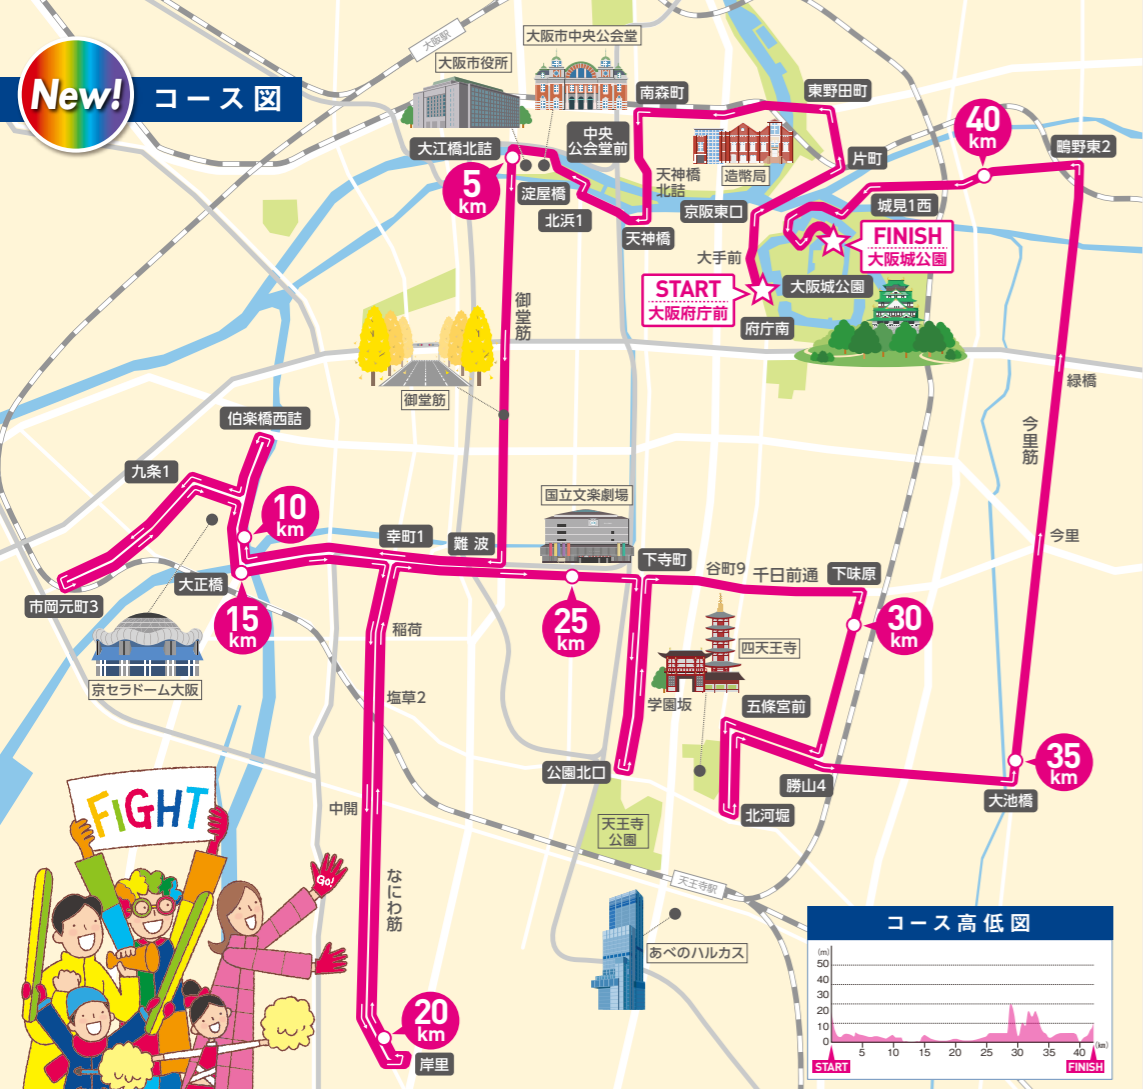 New!
コース図
大阪駅
大阪市中央公会堂
大阪市役所
南森町
東野田町
中央
公会堂前
大江橋北詰
5
km
淀屋橋
北浜1
天神橋
天神橋
北詰
造幣局
片町
京阪東口
40
km
鴫野東2
城見1西
FINISH
大阪城公園
大手前
START
大阪府庁前
大阪城公園
府庁南
御堂筋
御堂筋
緑橋
今里筋
今里
伯楽橋西詰
九条1
10
km
市岡元町3
大正橋
15
km
京セラドーム大阪
幸町1
難波
国立文楽劇場
25
km
下寺町
谷町9
千日前通
下味原
30
km
稲荷
塩草2
四天王寺
学園坂
五條宮前
公園北口
勝山4
北河堀
35
km
大池橋
中開
なにわ筋
天王寺
公園
天王寺駅
あべのハルカス
20
km
岸里
FiGHT
Go!
コース高低図
(m)
50
40
30
20
10
0
5
10
15
20
25
30
35
40
(km)
START
FINISH